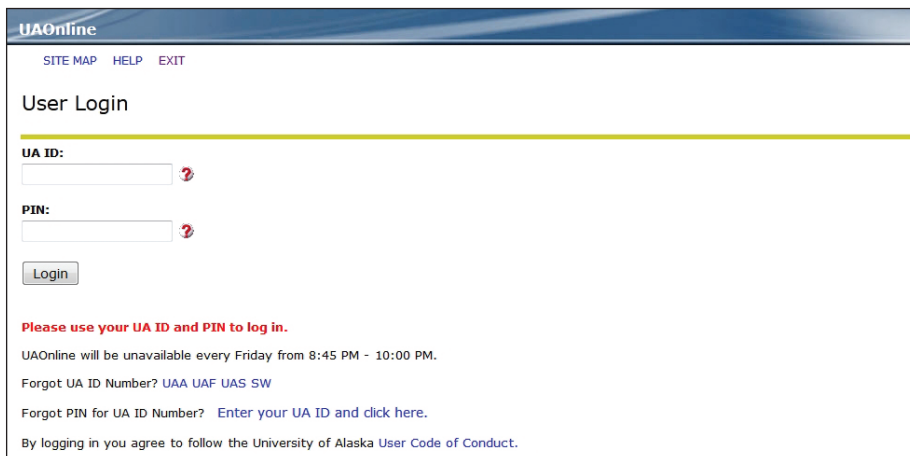 UAOnline
SITE MAP HELP EXIT
User Login
UA ID:
?
PIN:
?
Login
Please use your UA ID and PIN to log in.
UAOnline will be unavailable every Friday from 8:45 PM - 10:00 PM.
Forgot UA ID Number? UAA UAF UAS SW
Forgot PIN for UA ID Number? Enter your UA ID and click here.
By logging in you agree to follow the University of Alaska User Code of Conduct.